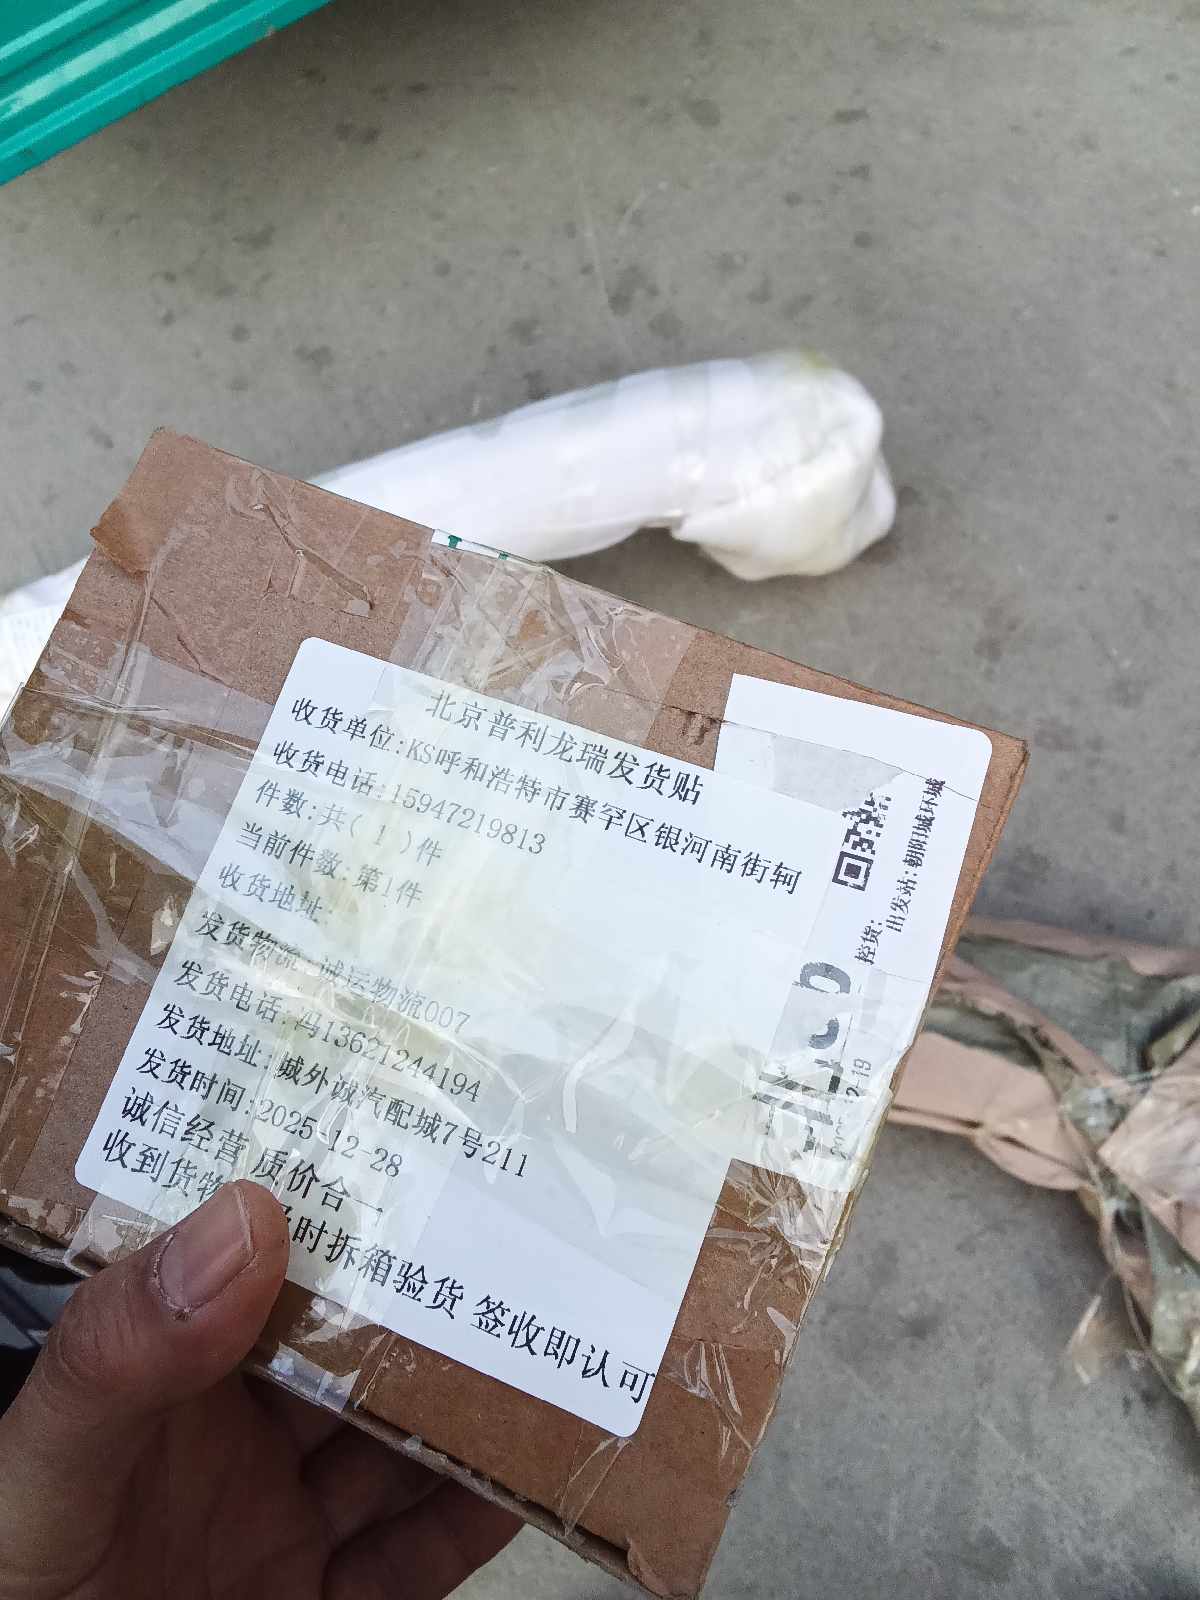 北京普利龙瑞发货贴
收货单位:KS呼和浩特市赛罕区银河南街轲
收货电话:15947219813
件数:共( 1 )件
当前件数:第1件
收货地址:
发货物流:诚运物流007
发货电话:冯13621244194
发货地址:城外诚汽配城7号211
发货时间:2025-12-28
诚信经营 质价合一
收到货物 时拆箱验货 签收即认可
出发站:朝阳城环城
控货: